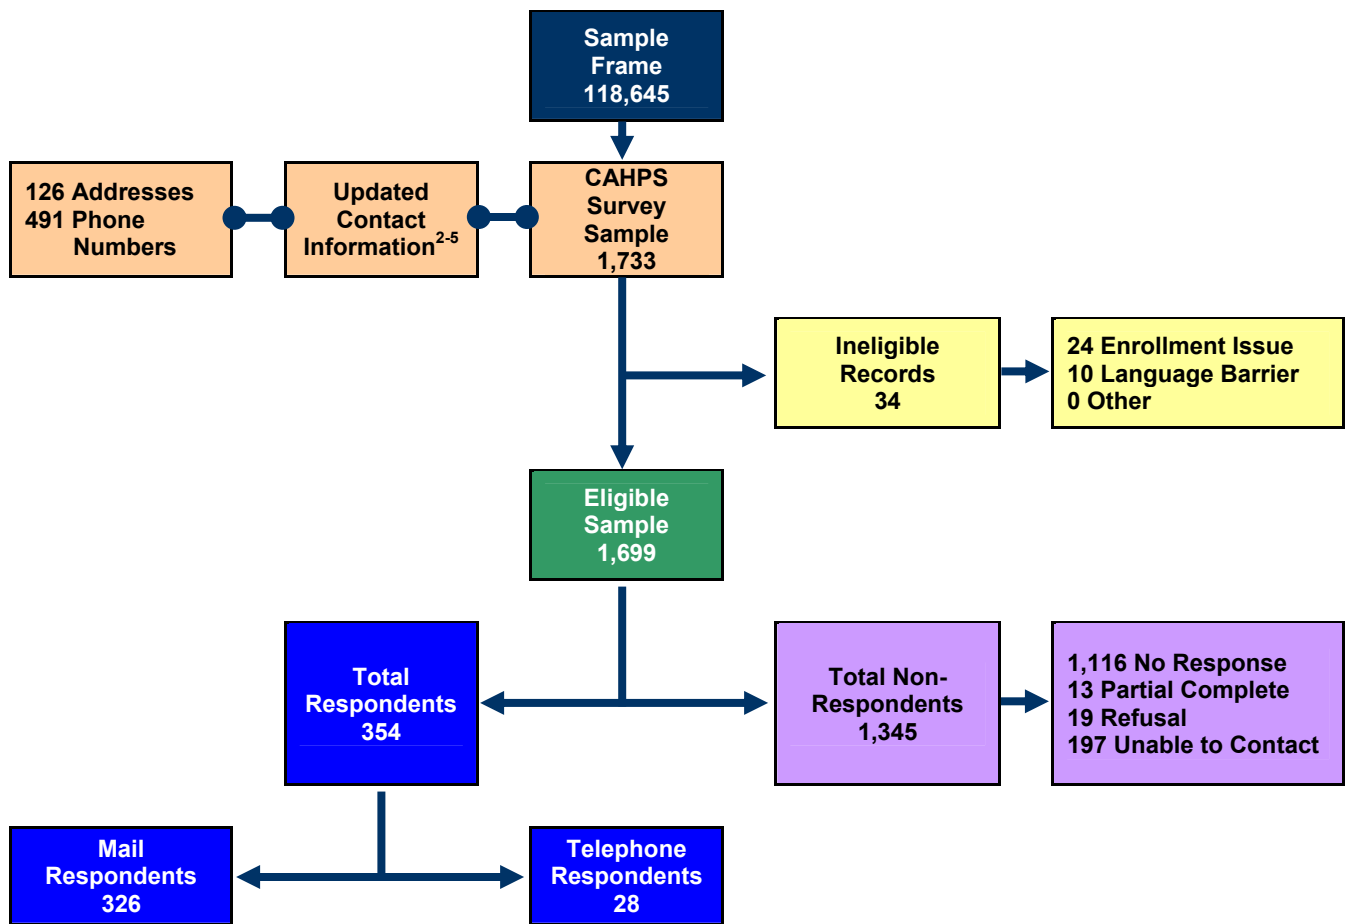 Sample
Frame
118,645
126 Addresses
491 Phone
Numbers
Updated
Contact
Information2-5
CAHPS
Survey
Sample
1,733
Ineligible
Records
34
24 Enrollment Issue
10 Language Barrier
0 Other
Eligible
Sample
1,699
Total
Respondents
354
Total Non-
Respondents
1,345
1,116 No Response
13 Partial Complete
19 Refusal
197 Unable to Contact
Mail
Respondents
326
Telephone
Respondents
28